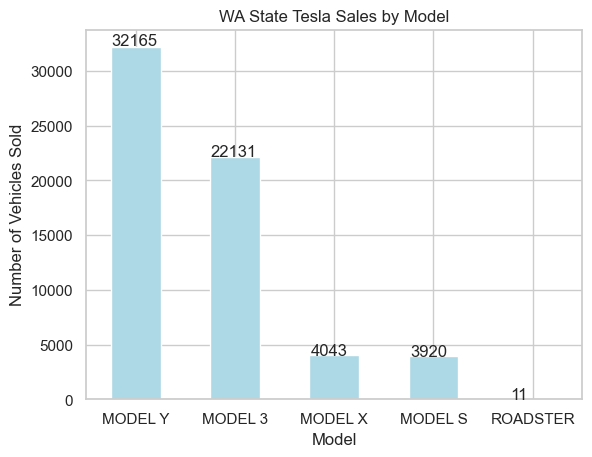 WA State Tesla Sales by Model
32165
22131
4043
3920
11
Number of Vehicles Sold
30000
25000
20000
15000
10000
5000
0
MODEL Y
MODEL 3
MODEL X
MODEL S
ROADSTER
Model